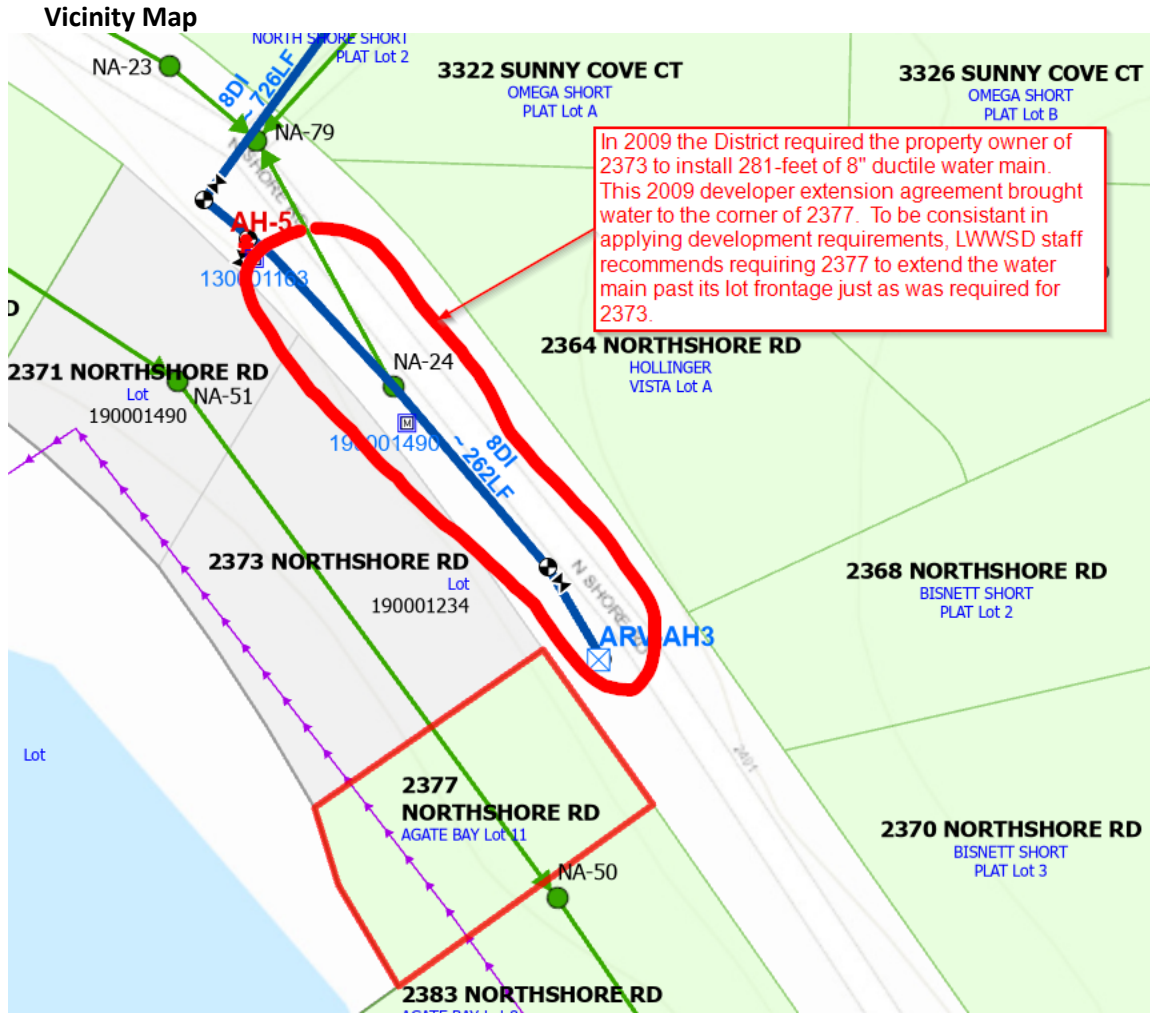 Vicinity Map
NORTH SHORE SHORT
PLAT Lot 2
NA-23
8DI
~ 726LF
NA-79
3322 SUNNY COVE CT
OMEGA SHORT
PLAT Lot A
3326 SUNNY COVE CT
OMEGA SHORT
PLAT Lot B
In 2009 the District required the property owner of
2373 to install 281-feet of 8" ductile water main.
This 2009 developer extension agreement brought
water to the corner of 2377. To be consistant in
applying development requirements, LWWSD staff
recommends requiring 2377 to extend the water
main past its lot frontage just as was required for
2373.
N SHORE RD
AH-5
130001163
D
2371 NORTHSHORE RD
Lot
190001490
NA-51
NA-24
M
190001490
8DI
~ 262LF
2364 NORTHSHORE RD
HOLLINGER
VISTA Lot A
2373 NORTHSHORE RD
Lot
190001234
N SHORE RD
ARV-AH3
2368 NORTHSHORE RD
BISNETT SHORT
PLAT Lot 2
Lot
2377
NORTHSHORE RD
AGATE BAY Lot 11
2401
2370 NORTHSHORE RD
BISNETT SHORT
PLAT Lot 3
NA-50
2383 NORTHSHORE RD